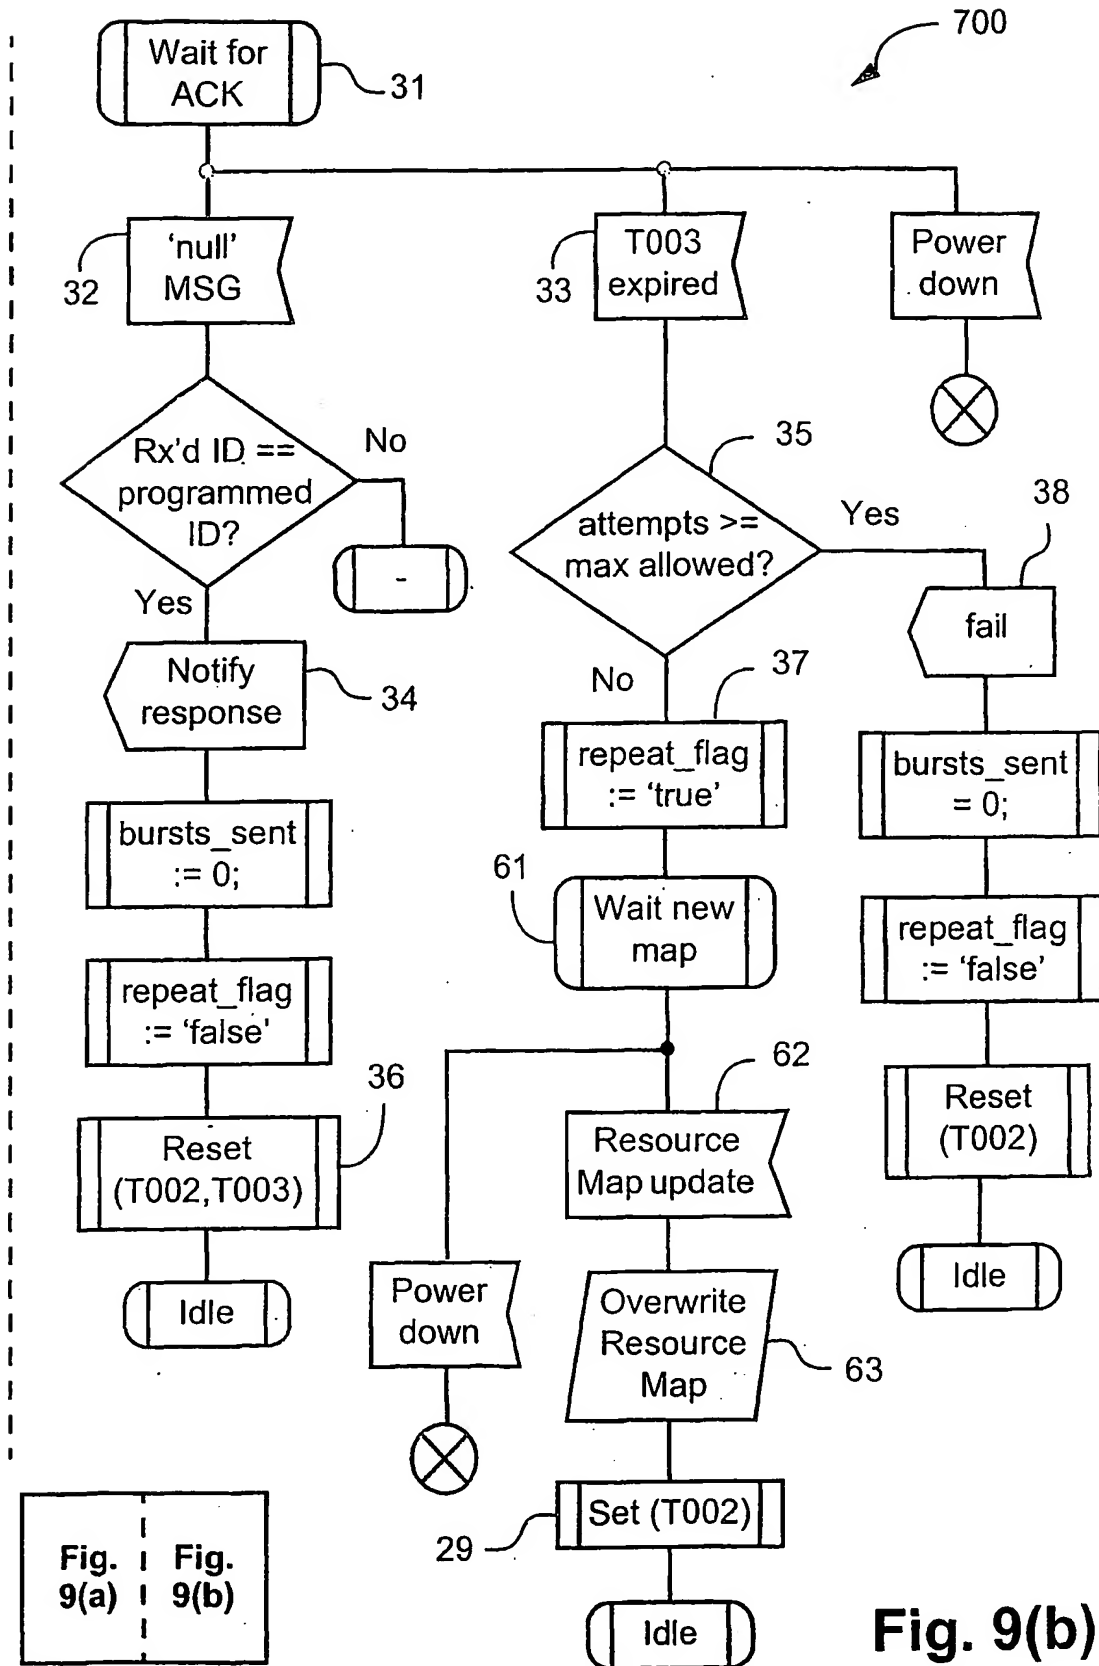 700
Wait for
ACK
31
'null'
MSG
32
T003
expired
33
Power
down
Rx'd ID ==
programmed
ID?
No
Yes
-
35
attempts >=
max allowed?
Yes
No
38
fail
Notify
response
34
37
repeat_flag
:= 'true'
bursts_sent
= 0;
bursts_sent
:= 0;
61
Wait new
map
repeat_flag
:= 'false'
repeat_flag
:= 'false'
36
Reset
(T002,T003)
62
Resource
Map update
Reset
(T002)
Idle
Power
down
Overwrite
Resource
Map
63
Idle
Set (T002)
29
Idle
Fig.
9(a)
Fig.
9(b)
Fig. 9(b)